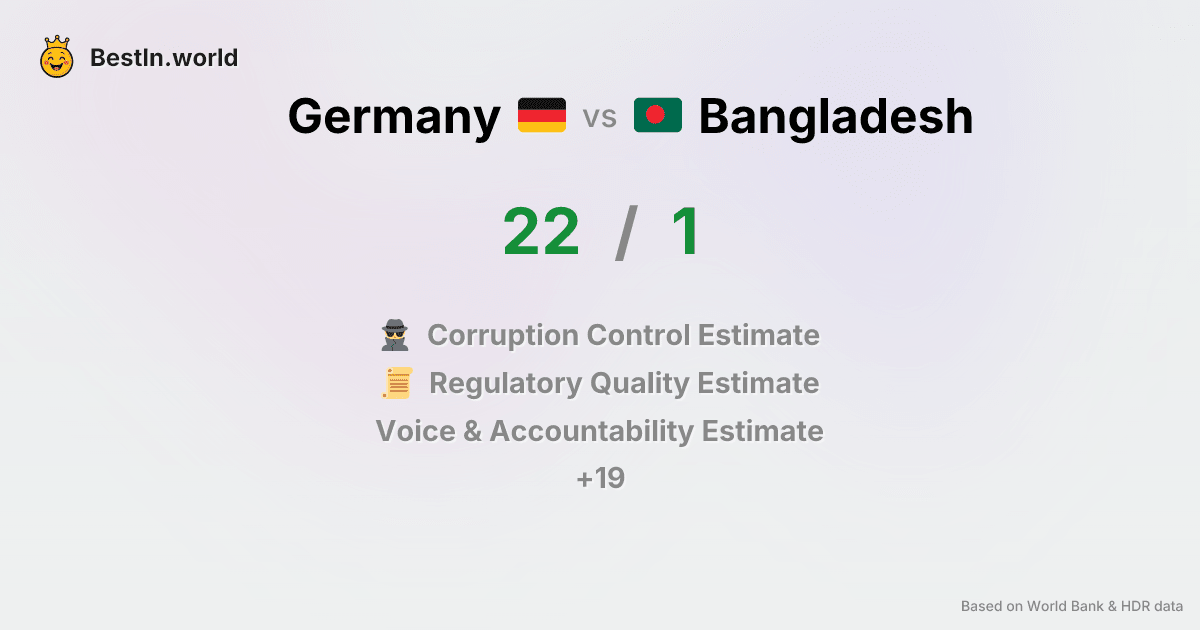 BestIn.world
Germany vs Bangladesh
22 / 1
Corruption Control Estimate
Regulatory Quality Estimate
Voice & Accountability Estimate
+19
Based on World Bank & HDR data